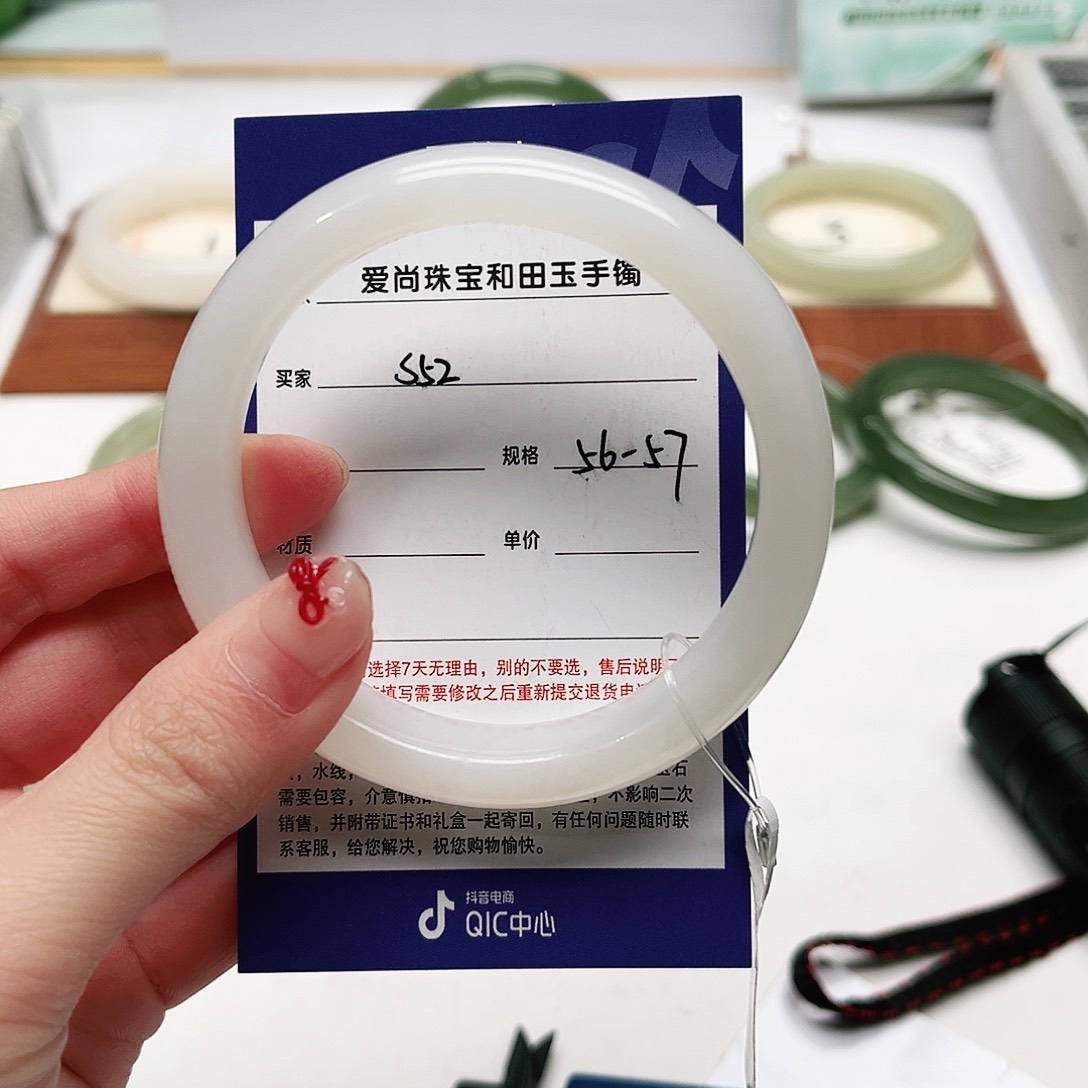 爱尚珠宝和田玉手镯
买家 S52
规格 56-57
材质 单价
选择7天无理由，别的不要选，售后说明
填写需要修改之后重新提交退货申
，水线，
需要包容，介意慎拍 不影响二次
销售，并附带证书和礼盒一起寄回，有任何问题随时联
系客服，给您解决，祝您购物愉快。
抖音电商
QIC中心